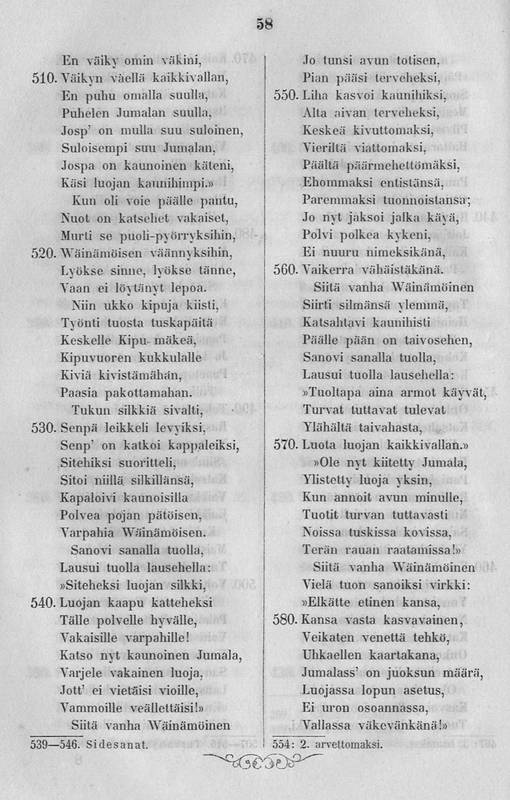 58
En väiky omin väkini,
510. Väikyn väellä kaikkivallan,
En puhu omalla suulla,
Puhelen Jumalan suulla,
Josp' on mulla suu suloinen,
Suloisempi suu Jumalan,
Jospa on kaunoinen käteni,
Käsi luojan kaunihimpi.»
Kun oli voie päälle pantu,
Nuot on katsehet vakaiset,
Murti se puoli-pyörryksihin,
520. Wäinämöisen väännyksihin,
Lyökse sinne, lyökse tänne,
Vaan ei löytänyt lepoa.
Niin ukko kipuja kiisti,
Työnti tuosta tuskapäitä
Keskelle Kipu- mäkeä,
Kipuvuoren kukkulalle
Kiviä kivistämähän,
Paasia pakottamahan.
Tukun silkkiä sivalti,
530. Senpä leikkeli levyiksi,
Senp' on katkoi kappaleiksi,
Sitehiksi suoritteli,
Sitoi niillä silkillänsä,
Kapaloivi kaunoisilla
Polvea pojan pätöisen,
Varpahia Wäinämöisen.
Sanovi sanalla tuolla,
Lausui tuolla lausehella:
»Siteheksi luojan silkki,
540. Luojan kaapu katteheksi
Tälle polvelle hyvälle,
Vakaisille varpahille!
Katso nyt kaunoinen Jumala,
Varjele vakainen luoja,
Jott' ei vietäisi vioille,
Vammoille veällettäisi!»
Siitä vanha Wäinämöinen
539—546. Sidesanat.
Jo tunsi avun totisen,
Pian pääsi terveheksi,
550. Liha kasvoi kaunihiksi,
Alta aivan terveheksi,
Keskeä kivuttomaksi,
Vieriltä viattomaksi,
Päältä päärmehettömäksi,
Ehommaksi entistänsä,
Paremmaksi tuonnoistansa;
Jo nyt jaksoi jalka käyä,
Polvi polkea kykeni,
Ei nuuru nimeksikänä,
560. Vaikerra vähäistäkänä.
Siitä vanha Wäinämöinen
Siirti silmänsä ylemmä,
Katsahtavi kaunihisti
Päälle pään on taivosehen,
Sanovi sanalla tuolla,
Lausui tuolla lausehella:
»Tuoltapa aina armot käyvät,
Turvat tuttavat tulevat
Ylähältä taivahasta,
570. Luota luojan kaikkivallan.»
»Ole nyt kiitetty Jumala,
Ylistetty luoja yksin,
Kun annoit avun minulle,
Tuotit turvan tuttavasti
Noissa tuskissa kovissa,
Terän rauan raatamissa!»
Siitä vanha Wäinämöinen
Vielä tuon sanoiksi virkki:
»Elkätte etinen kansa,
580. Kansa vasta kasvavainen,
Veikaten venettä tehkö,
Uhkaellen kaartakana,
Jumalass' on juoksun määrä,
Luojassa lopun asetus,
Ei uron osoannassa,
Vallassa väkevänkänä!»
554: 2. arvettomaksi.